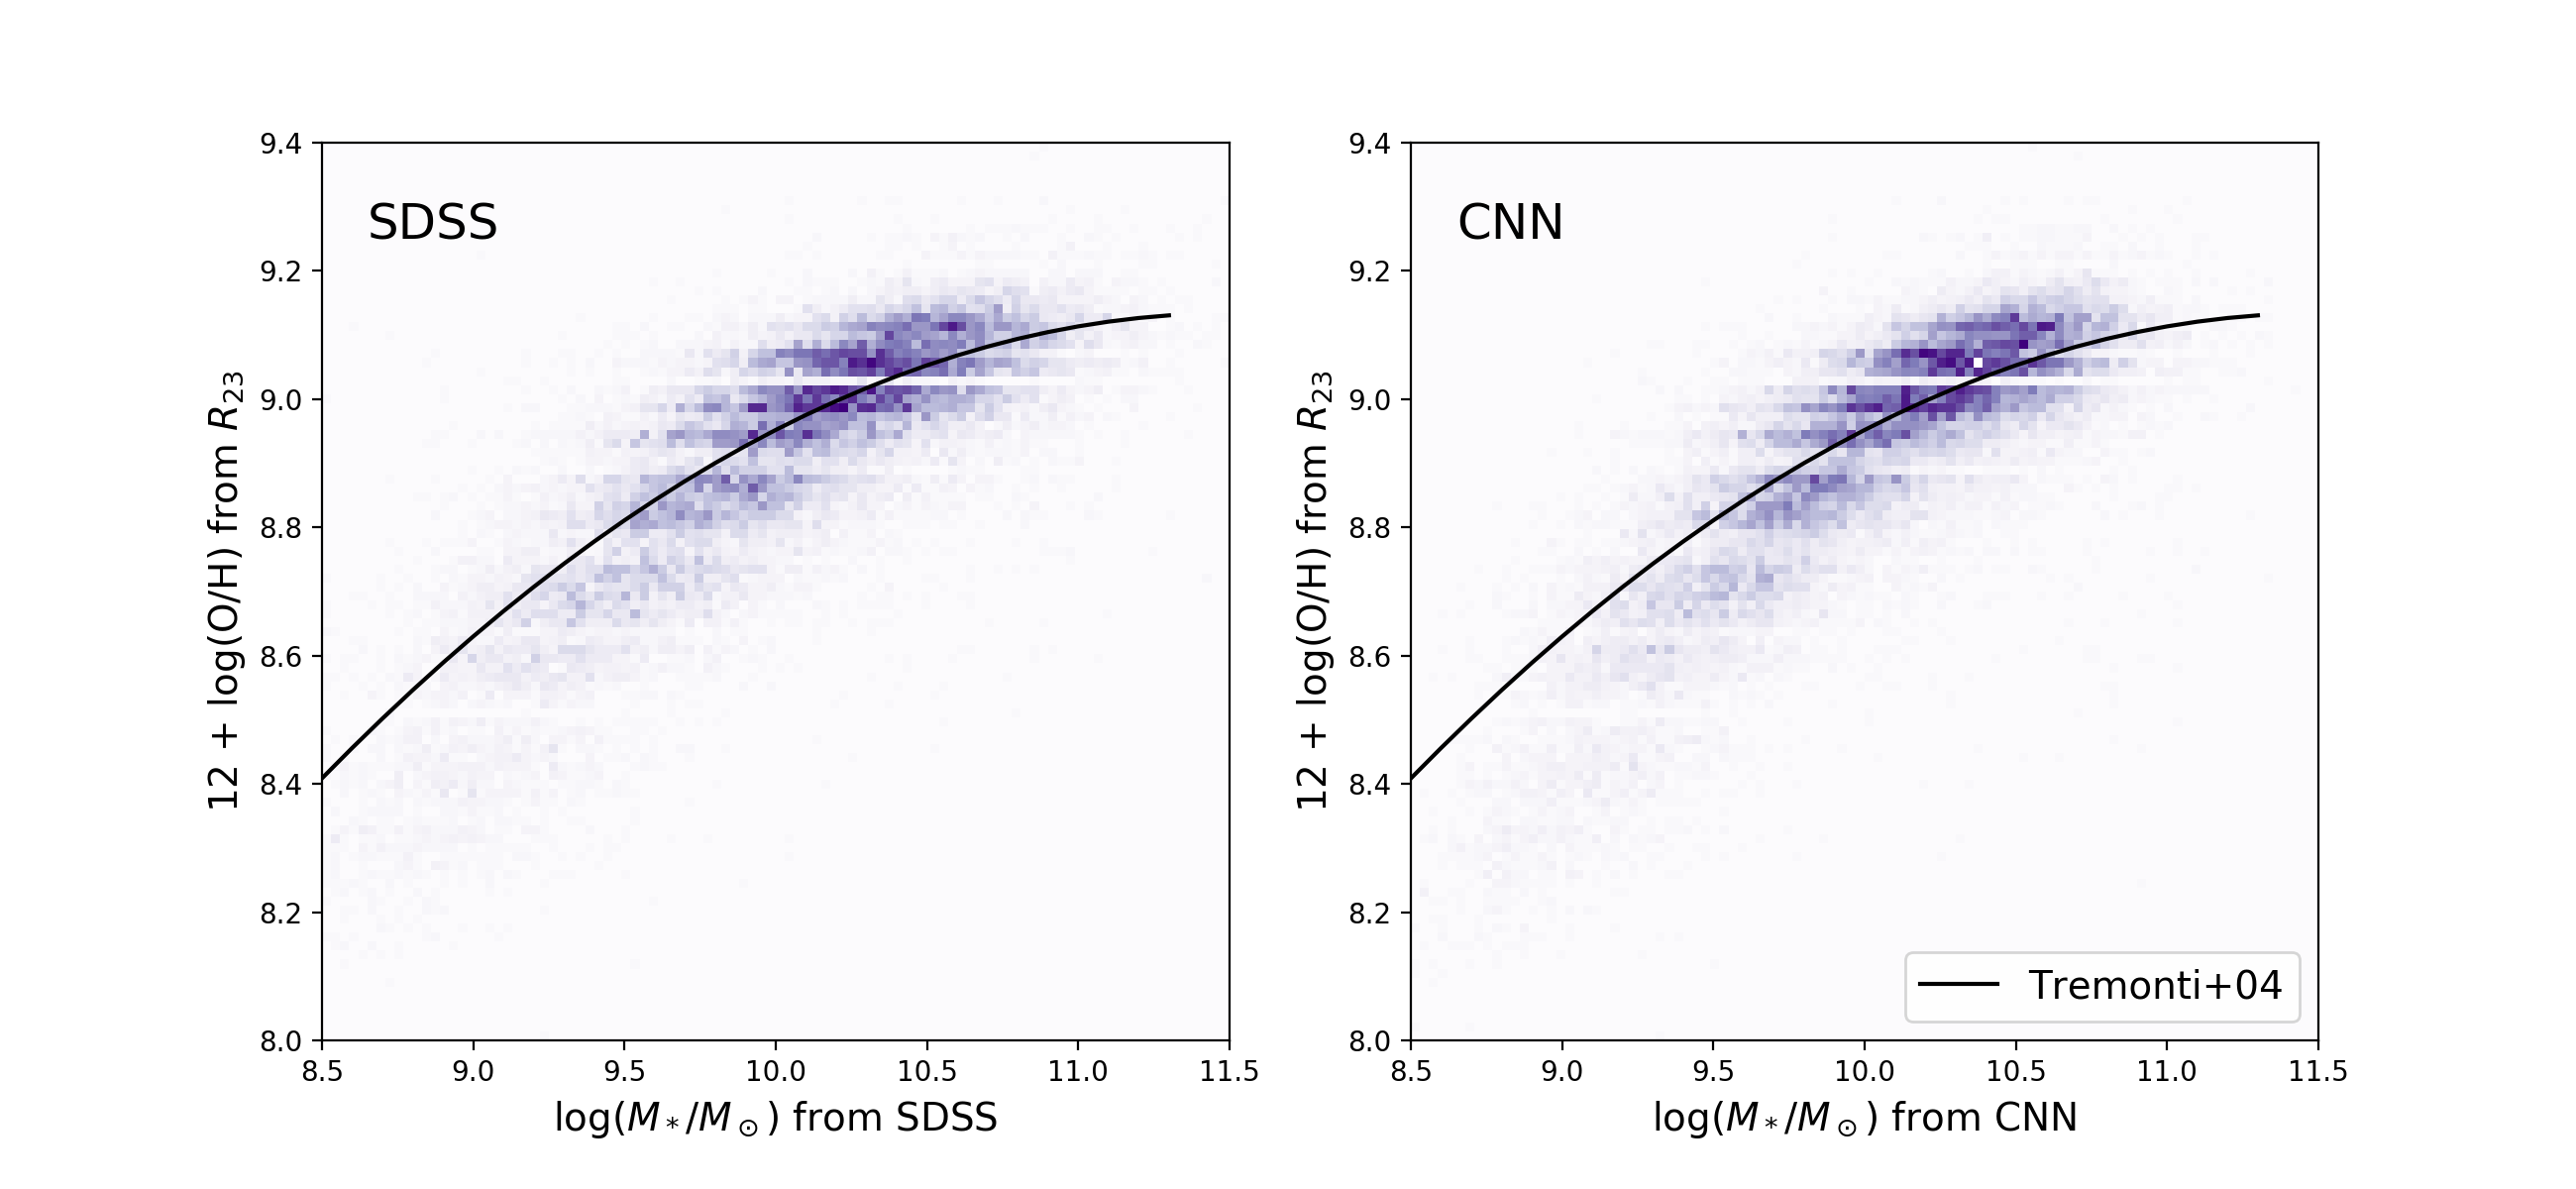 SDSS
12 + log(O/H) from R₂₃
9.4
9.2
9.0
8.8
8.6
8.4
8.2
8.0
8.5 9.0 9.5 10.0 10.5 11.0 11.5
log(M∗/M⊙) from SDSS
CNN
12 + log(O/H) from R₂₃
9.4
9.2
9.0
8.8
8.6
8.4
8.2
8.0
Tremonti+04
8.5 9.0 9.5 10.0 10.5 11.0 11.5
log(M∗/M⊙) from CNN